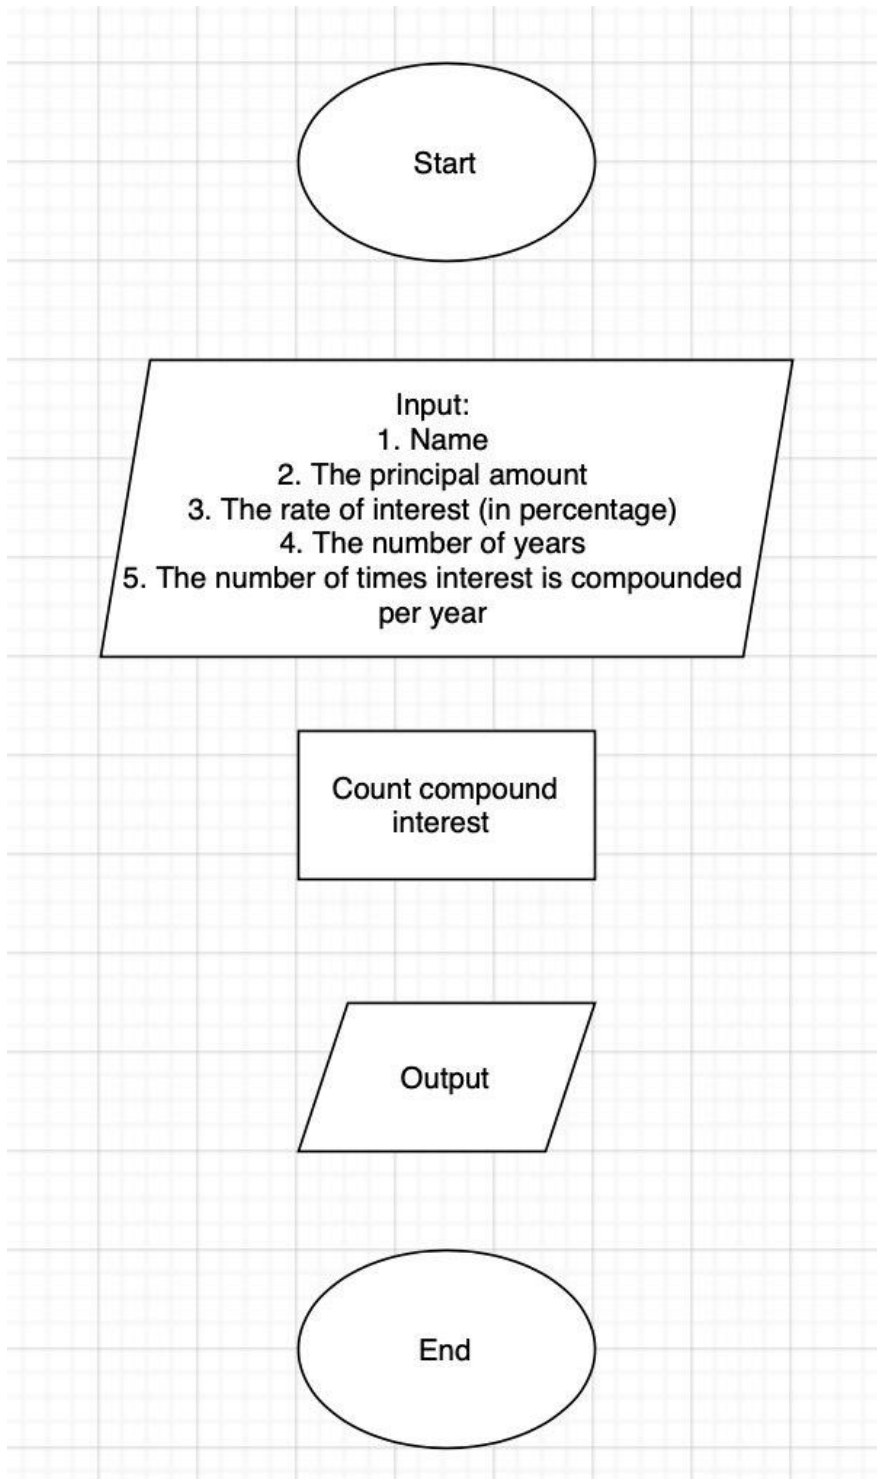 Start
Input:
1. Name
2. The principal amount
3. The rate of interest (in percentage)
4. The number of years
5. The number of times interest is compounded
per year
Count compound
interest
Output
End